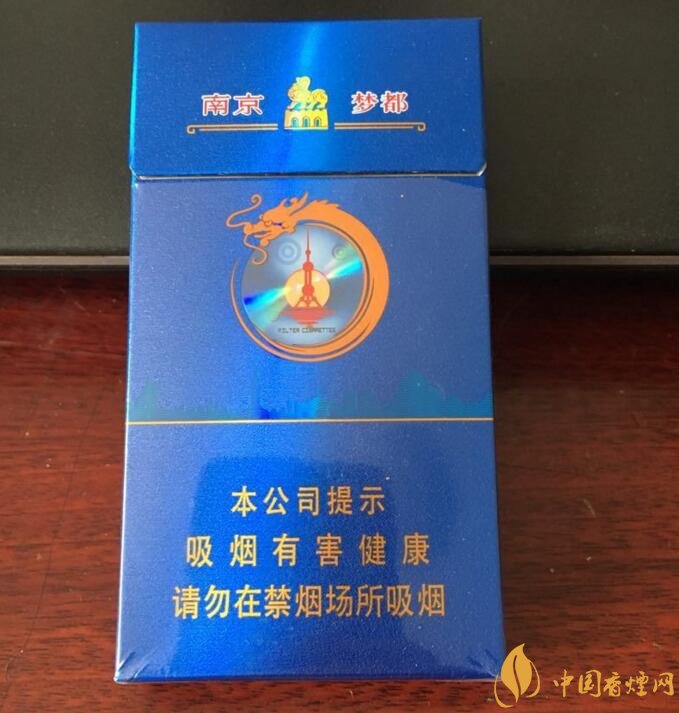 南京 梦都
FILTER CIGARETTES
本公司提示
吸烟有害健康
请勿在禁烟场所吸烟
中国香煙网